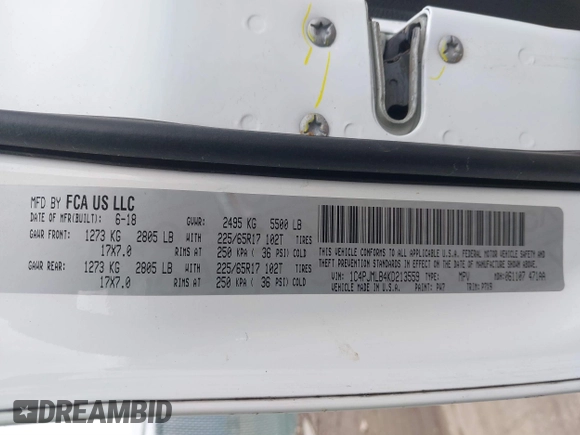 MFD BY FCA US LLC
DATE OF MFR(BUILT): 6-18 GVWR: 2495 KG 5500 LB
GAWR FRONT: 1273 KG 2805 LB WITH 225/65R17 102T TIRES
17X7.0 RIMS AT 250 KPA ( 36 PSI) COLD
GAWR REAR: 1273 KG 2805 LB WITH 225/65R17 102T TIRES
17X7.0 RIMS AT 250 KPA ( 36 PSI) COLD
THIS VEHICLE CONFORMS TO ALL APPLICABLE U.S.A. FEDERAL MOTOR VEHICLE SAFETY AND
THEFT PREVENTION STANDARDS IN EFFECT ON THE DATE OF MANUFACTURE SHOWN ABOVE.
VIN: 1C4PJMLB4KD213559 TYPE: MPV MDH: 061107 471AA
MADE IN U.S.A. PAINT: PW7 TRIM:
DREAMBID